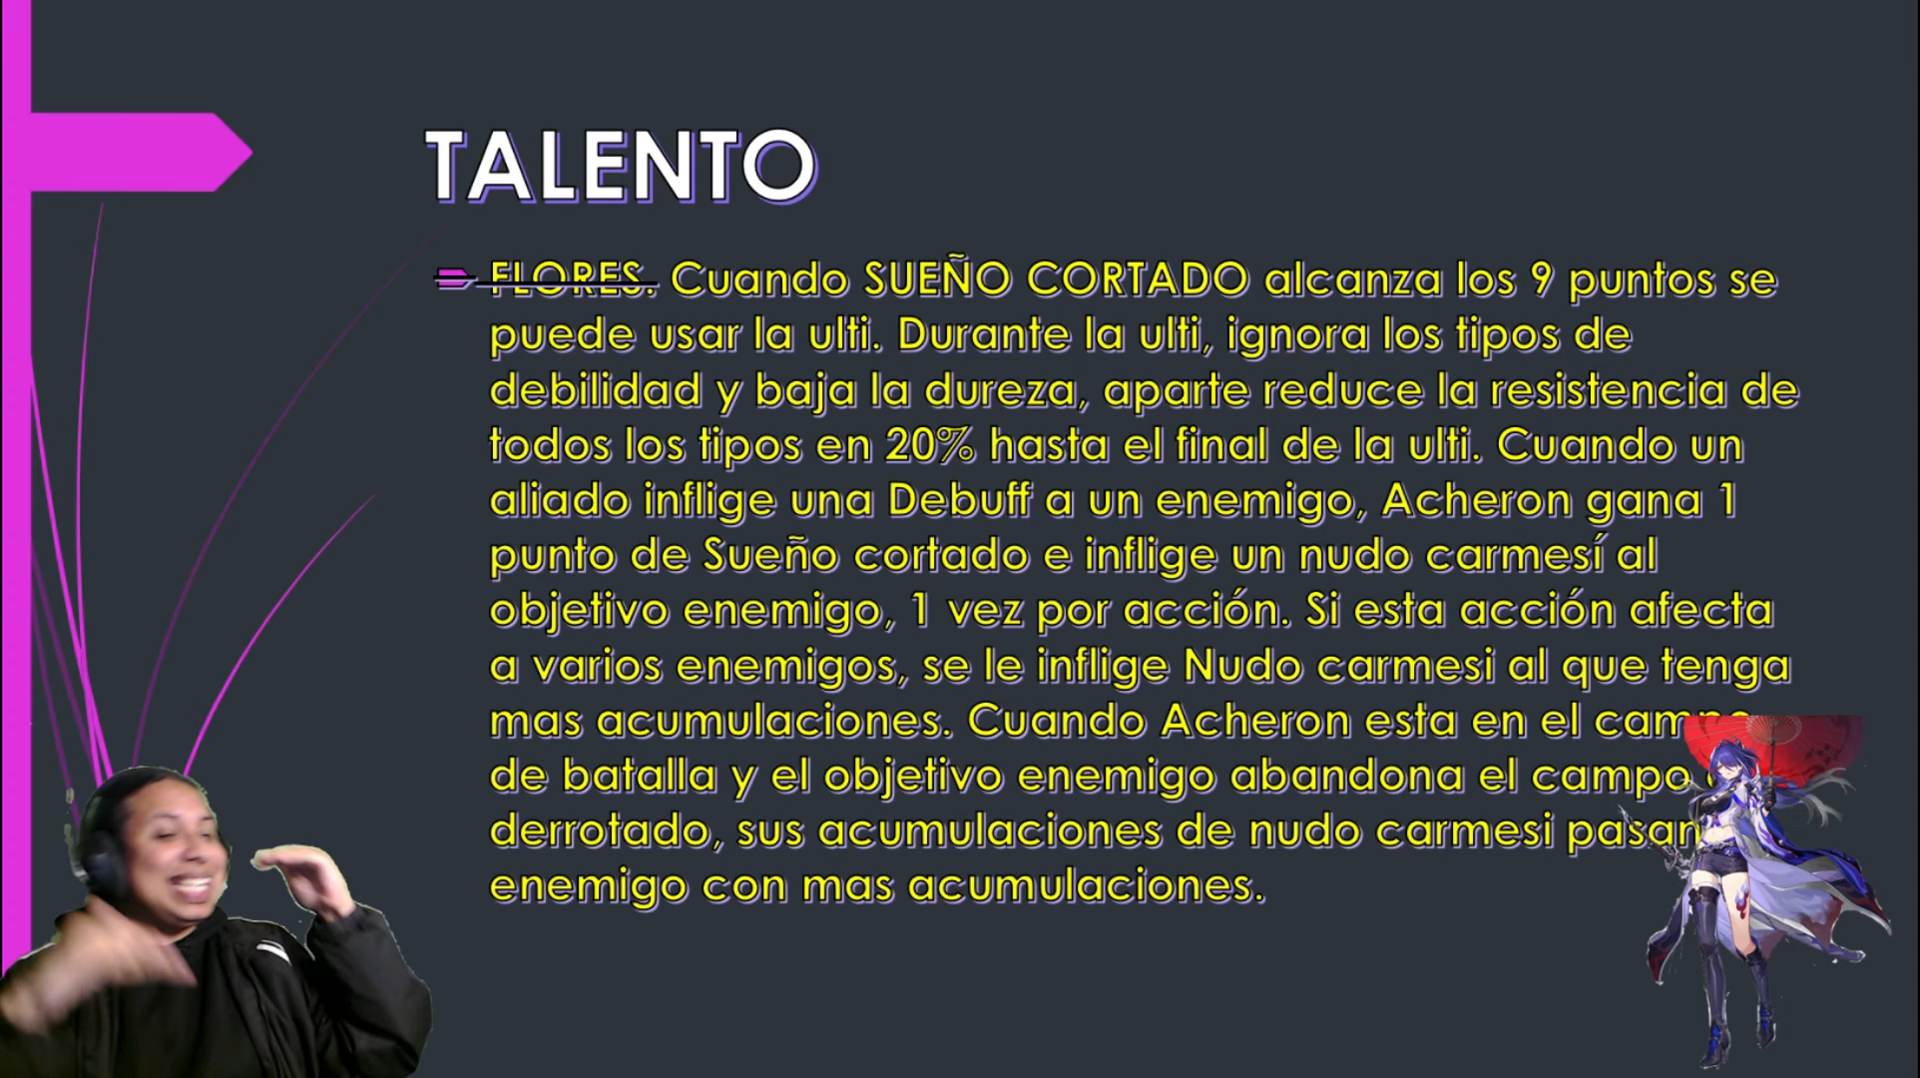 TALENTO
FLORES. Cuando SUEÑO CORTADO alcanza los 9 puntos se
puede usar la ulti. Durante la ulti, ignora los tipos de
debilidad y baja la dureza, aparte reduce la resistencia de
todos los tipos en 20% hasta el final de la ulti. Cuando un
aliado inflige una Debuff a un enemigo, Acheron gana 1
punto de Sueño cortado e inflige un nudo carmesí al
objetivo enemigo, 1 vez por acción. Si esta acción afecta
a varios enemigos, se le inflige Nudo carmesi al que tenga
mas acumulaciones. Cuando Acheron esta en el campo
de batalla y el objetivo enemigo abandona el campo
derrotado, sus acumulaciones de nudo carmesi pasan
enemigo con mas acumulaciones.